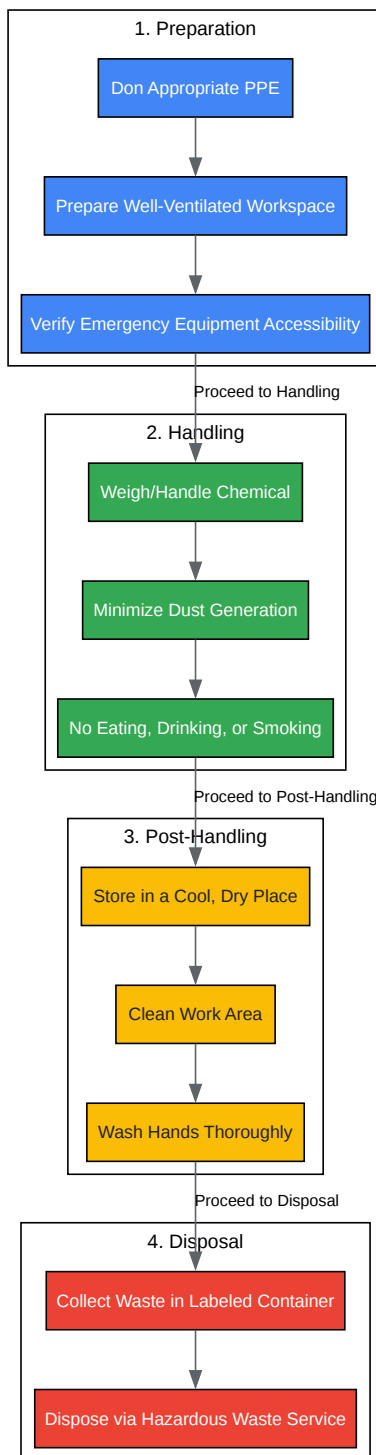 1. Preparation
Don Appropriate PPE
Prepare Well-Ventilated Workspace
Verify Emergency Equipment Accessibility
Proceed to Handling
2. Handling
Weigh/Handle Chemical
Minimize Dust Generation
No Eating, Drinking, or Smoking
Proceed to Post-Handling
3. Post-Handling
Store in a Cool, Dry Place
Clean Work Area
Wash Hands Thoroughly
Proceed to Disposal
4. Disposal
Collect Waste in Labeled Container
Dispose via Hazardous Waste Service